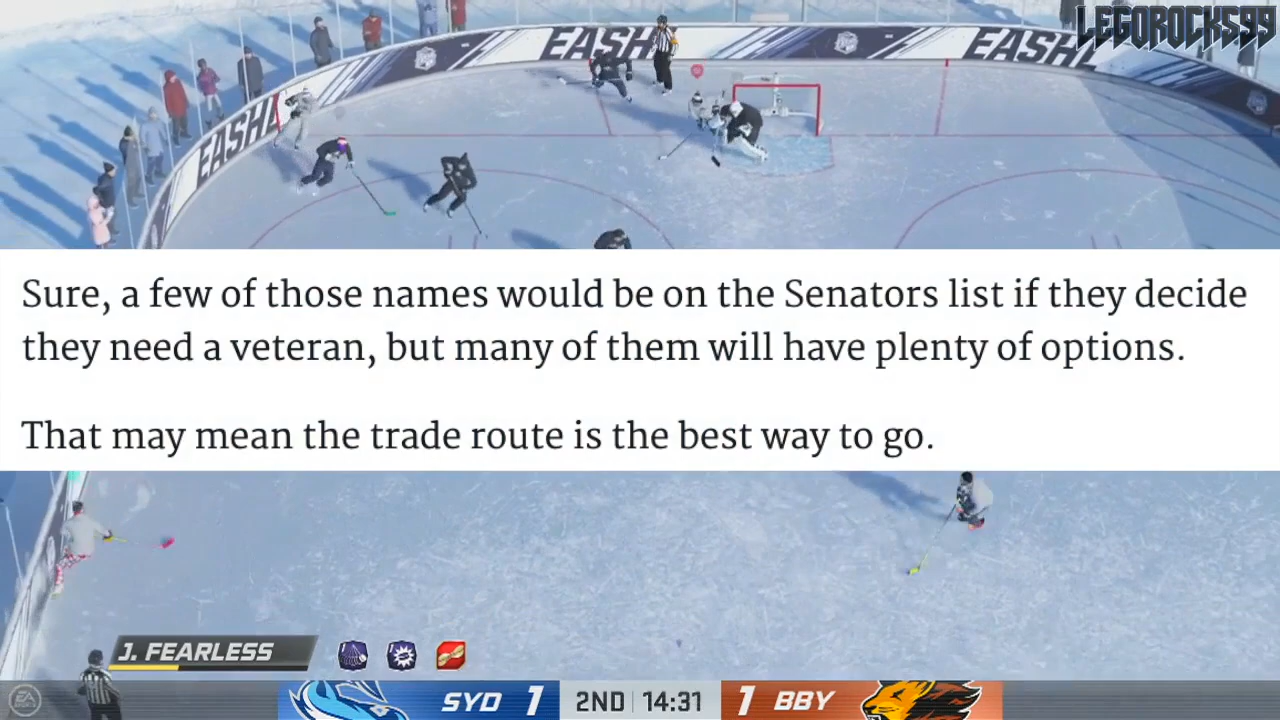 LEGOROCKS99
EASHL
EASHL
EASHL
Sure, a few of those names would be on the Senators list if they decide
they need a veteran, but many of them will have plenty of options.
That may mean the trade route is the best way to go.
J. FEARLESS
EA
SPORTS
SYD 1 2ND 14:31 1 BBY